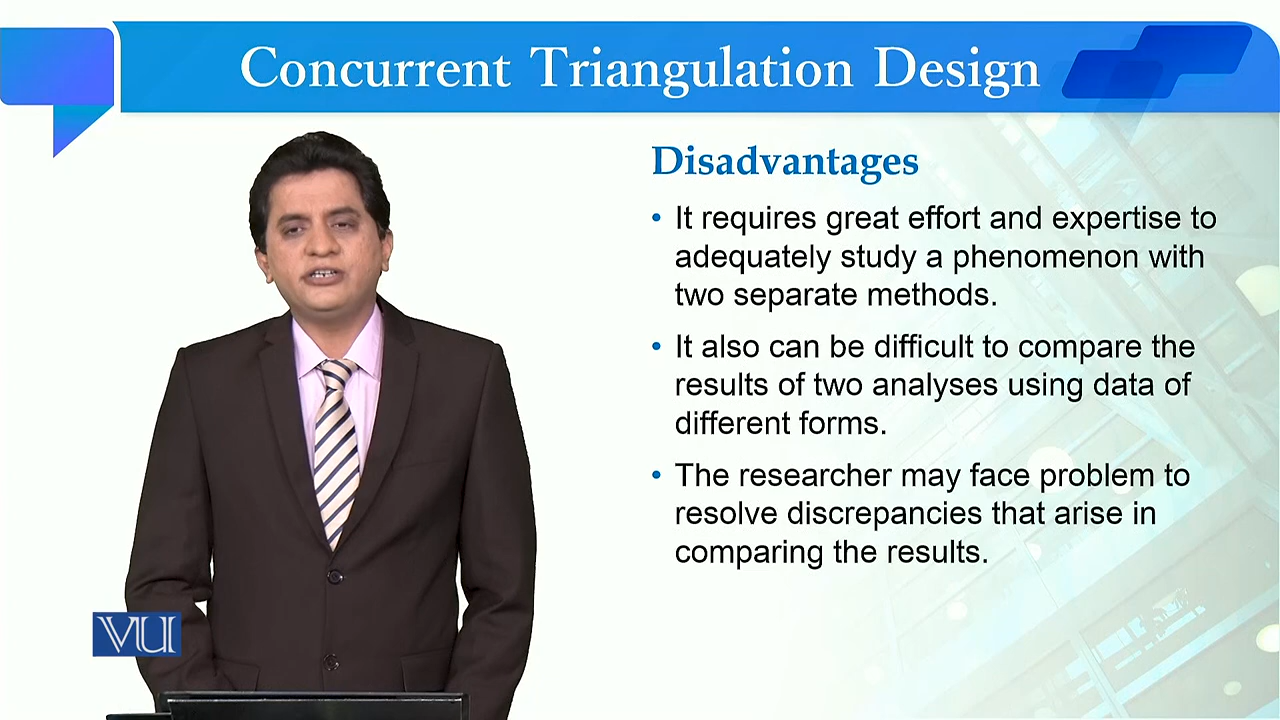 Concurrent Triangulation Design
Disadvantages
• It requires great effort and expertise to
adequately study a phenomenon with
two separate methods.
• It also can be difficult to compare the
results of two analyses using data of
different forms.
• The researcher may face problem to
resolve discrepancies that arise in
comparing the results.
VU